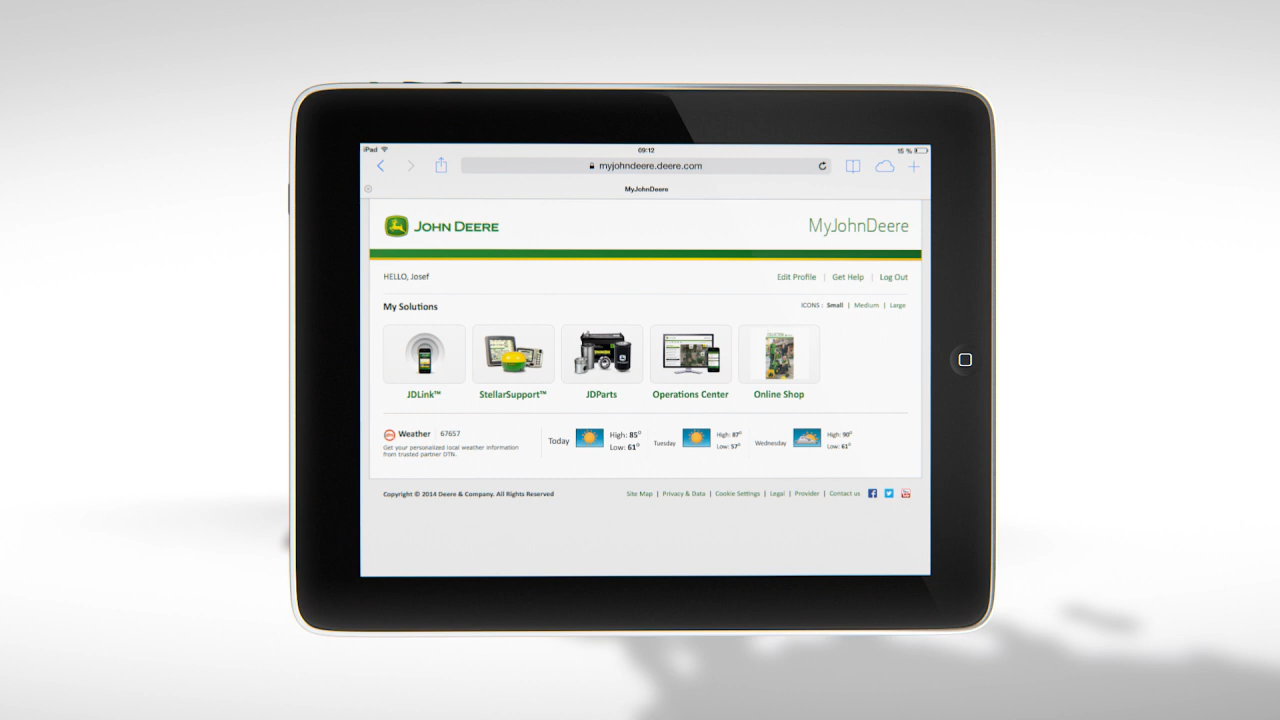 iPad 09:12 15 %
myjohndeere.deere.com
MyJohnDeere
JOHN DEERE MyJohnDeere
HELLO, Josef Edit Profile | Get Help | Log Out
My Solutions ICONS : Small | Medium | Large
JDLink™ StellarSupport™ JDParts Operations Center Online Shop
Weather 67657
Get your personalized local weather information
from trusted partner DTN.
Today High: 85° Low: 61°
Tuesday High: 87° Low: 57°
Wednesday High: 90° Low: 61°
Copyright © 2014 Deere & Company. All Rights Reserved Site Map | Privacy & Data | Cookie Settings | Legal | Provider | Contact us